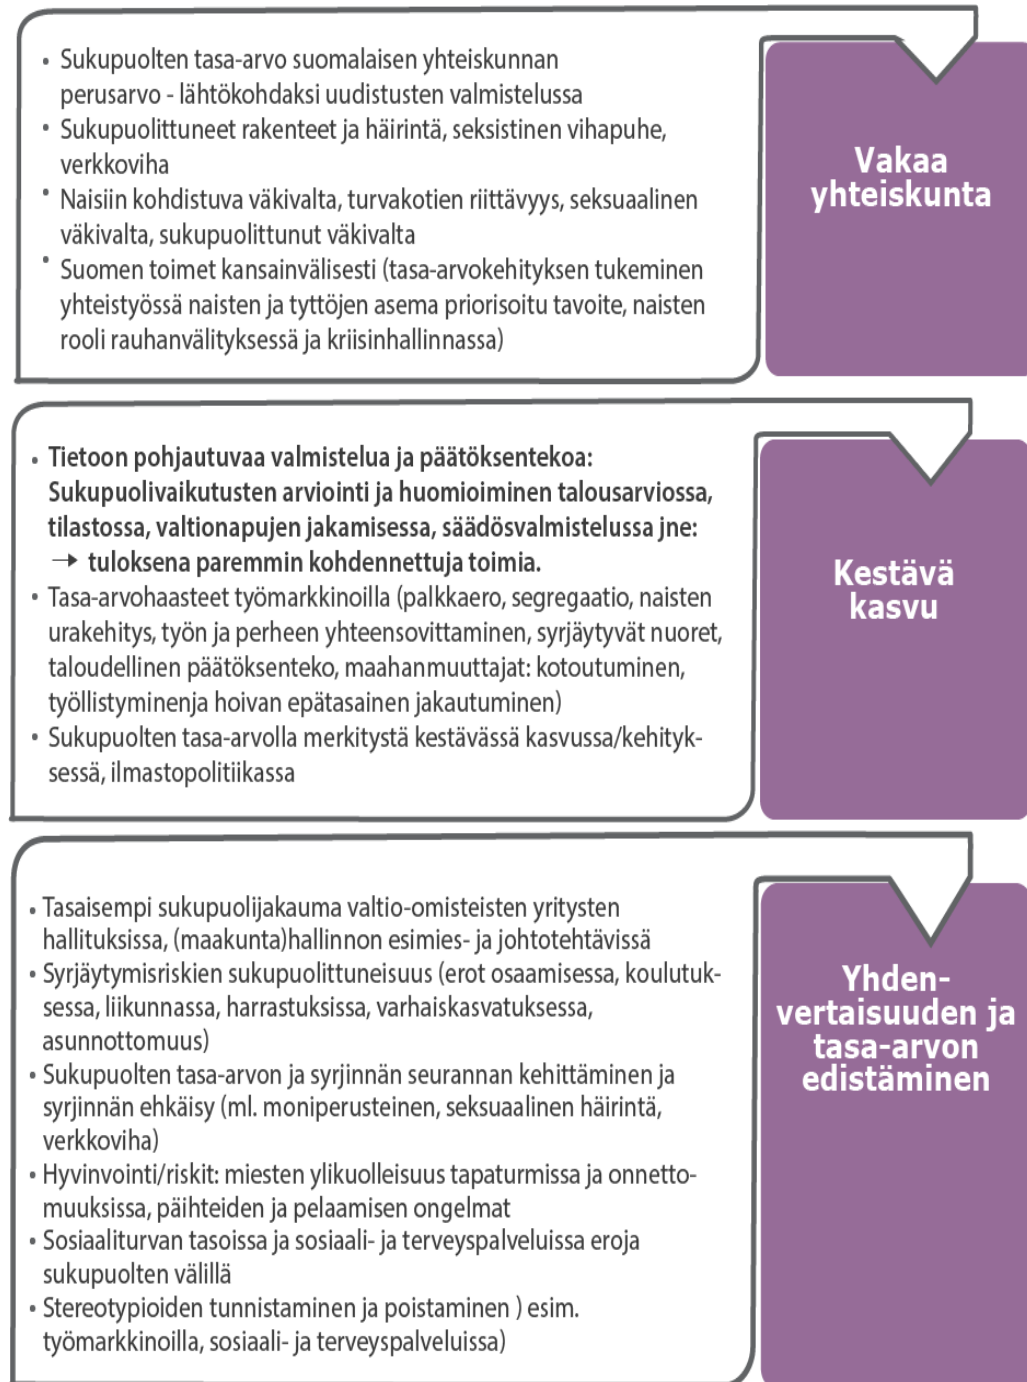 • Sukupuolten tasa-arvo suomalaisen yhteiskunnan
perusarvo - lähtökohdaksi uudistusten valmistelussa
• Sukupuolittuneet rakenteet ja häirintä, seksistinen vihapuhe,
verkkoviha
• Naisiin kohdistuva väkivalta, turvakotien riittävyys, seksuaalinen
väkivalta, sukupuolittunut väkivalta
• Suomen toimet kansainvälisesti (tasa-arvokehityksen tukeminen
yhteistyössä naisten ja tyttöjen asema priorisoitu tavoite, naisten
rooli rauhanvälityksessä ja kriisinhallinnassa)
Vakaa
yhteiskunta
• Tietoon pohjautuvaa valmistelua ja päätöksentekoa:
Sukupuolivaikutusten arviointi ja huomioiminen talousarviossa,
tilastossa, valtionapujen jakamisessa, säädösvalmistelussa jne:
→ tuloksena paremmin kohdennettuja toimia.
• Tasa-arvohaasteet työmarkkinoilla (palkkaero, segregaatio, naisten
urakehitys, työn ja perheen yhteensovittaminen, syrjäytyvät nuoret,
taloudellinen päätöksenteko, maahanmuuttajat: kotoutuminen,
työllistyminenja hoivan epätasainen jakautuminen)
• Sukupuolten tasa-arvolla merkitystä kestävässä kasvussa/kehityk-
sessä, ilmastopolitiikassa
Kestävä
kasvu
• Tasaisempi sukupuolijakauma valtio-omisteisten yritysten
hallituksissa, (maakunta)hallinnon esimies- ja johtotehtävissä
• Syrjäytymisriskien sukupuolittuneisuus (erot osaamisessa, koulutuk-
sessa, liikunnassa, harrastuksissa, varhaiskasvatuksessa,
asunnottomuus)
• Sukupuolten tasa-arvon ja syrjinnän seurannan kehittäminen ja
syrjinnän ehkäisy (ml. moniperusteinen, seksuaalinen häirintä,
verkkoviha)
• Hyvinvointi/riskit: miesten ylikuolleisuus tapaturmissa ja onnetto-
muuksissa, päihteiden ja pelaamisen ongelmat
• Sosiaaliturvan tasoissa ja sosiaali- ja terveyspalveluissa eroja
sukupuolten välillä
• Stereotypioiden tunnistaminen ja poistaminen ) esim.
työmarkkinoilla, sosiaali- ja terveyspalveluissa)
Yhden-
vertaisuuden ja
tasa-arvon
edistäminen